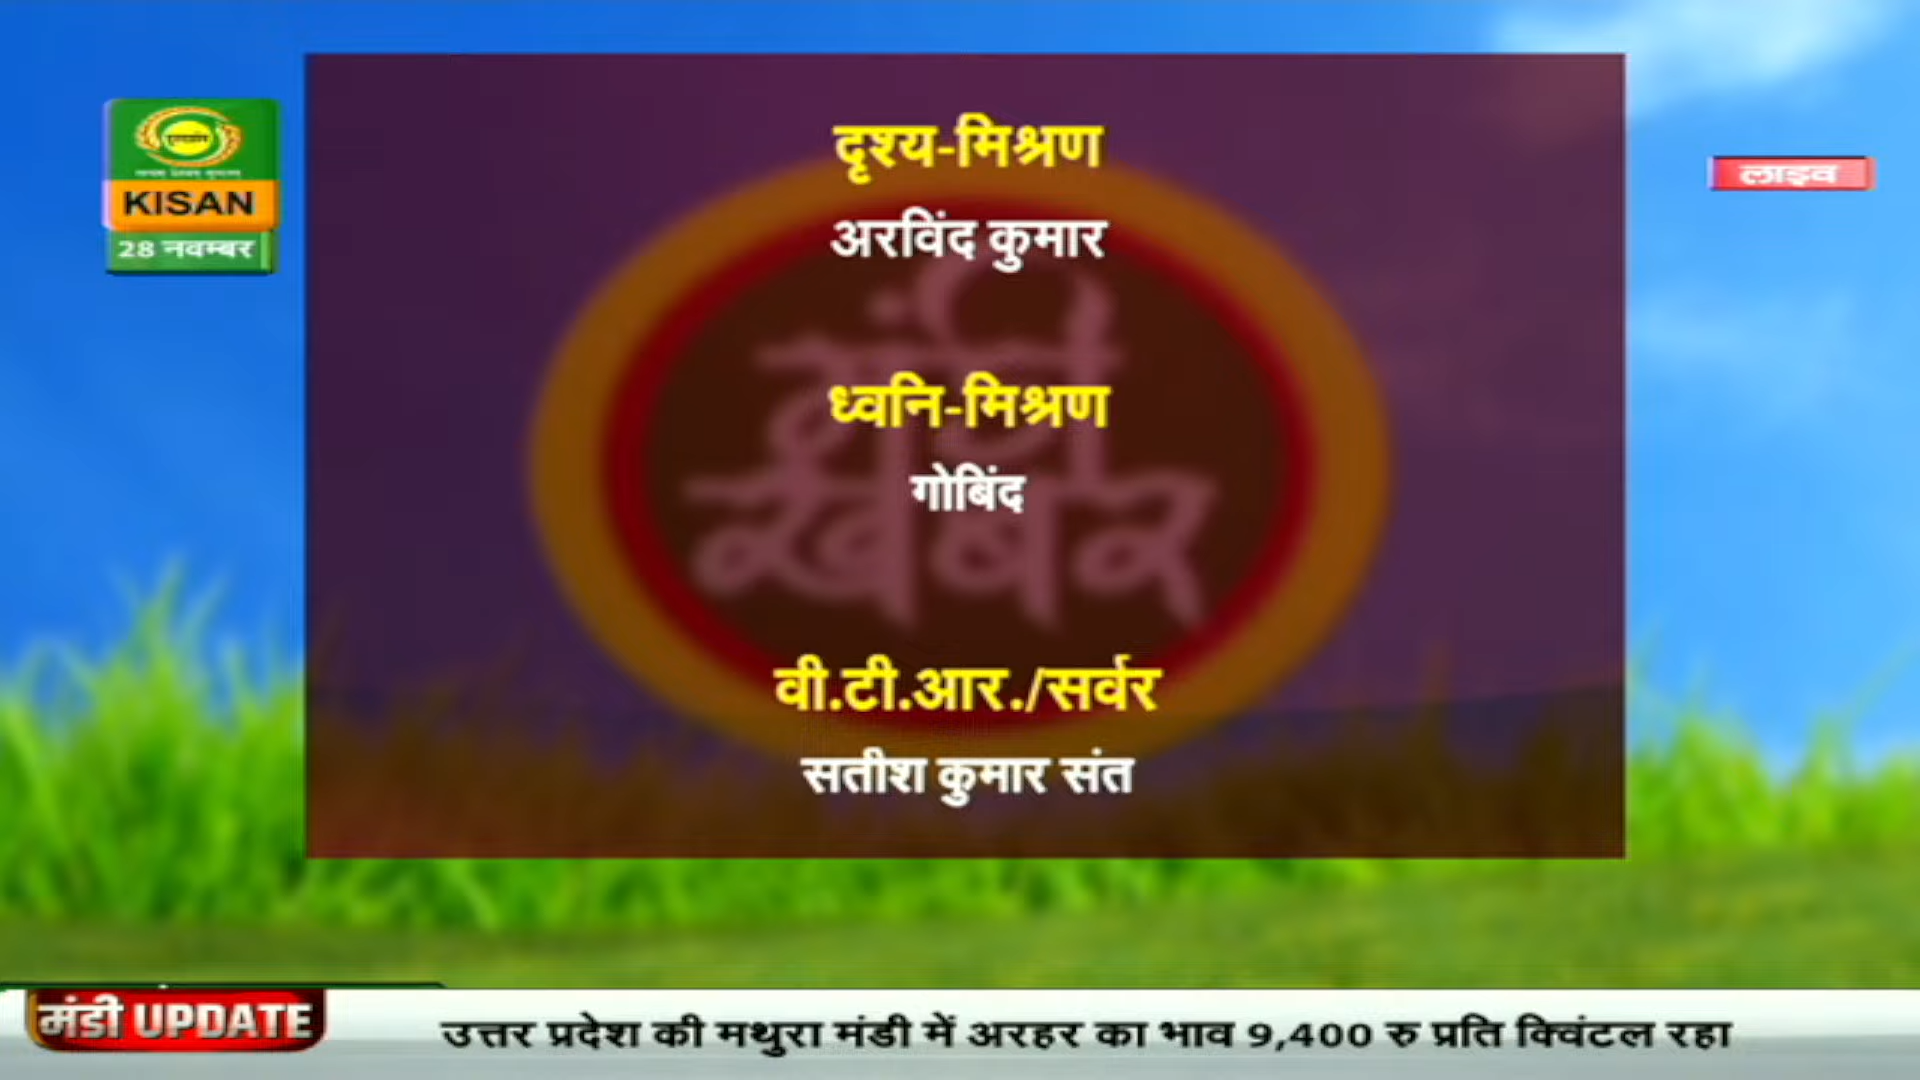 KISAN
28 नवम्बर
लाइव
दृश्य-मिश्रण
अरविंद कुमार
ध्वनि-मिश्रण
गोबिंद
मंडी
खबर
वी.टी.आर./सर्वर
सतीश कुमार संत
मंडी UPDATE
उत्तर प्रदेश की मथुरा मंडी में अरहर का भाव 9,400 रु प्रति क्विंटल रहा